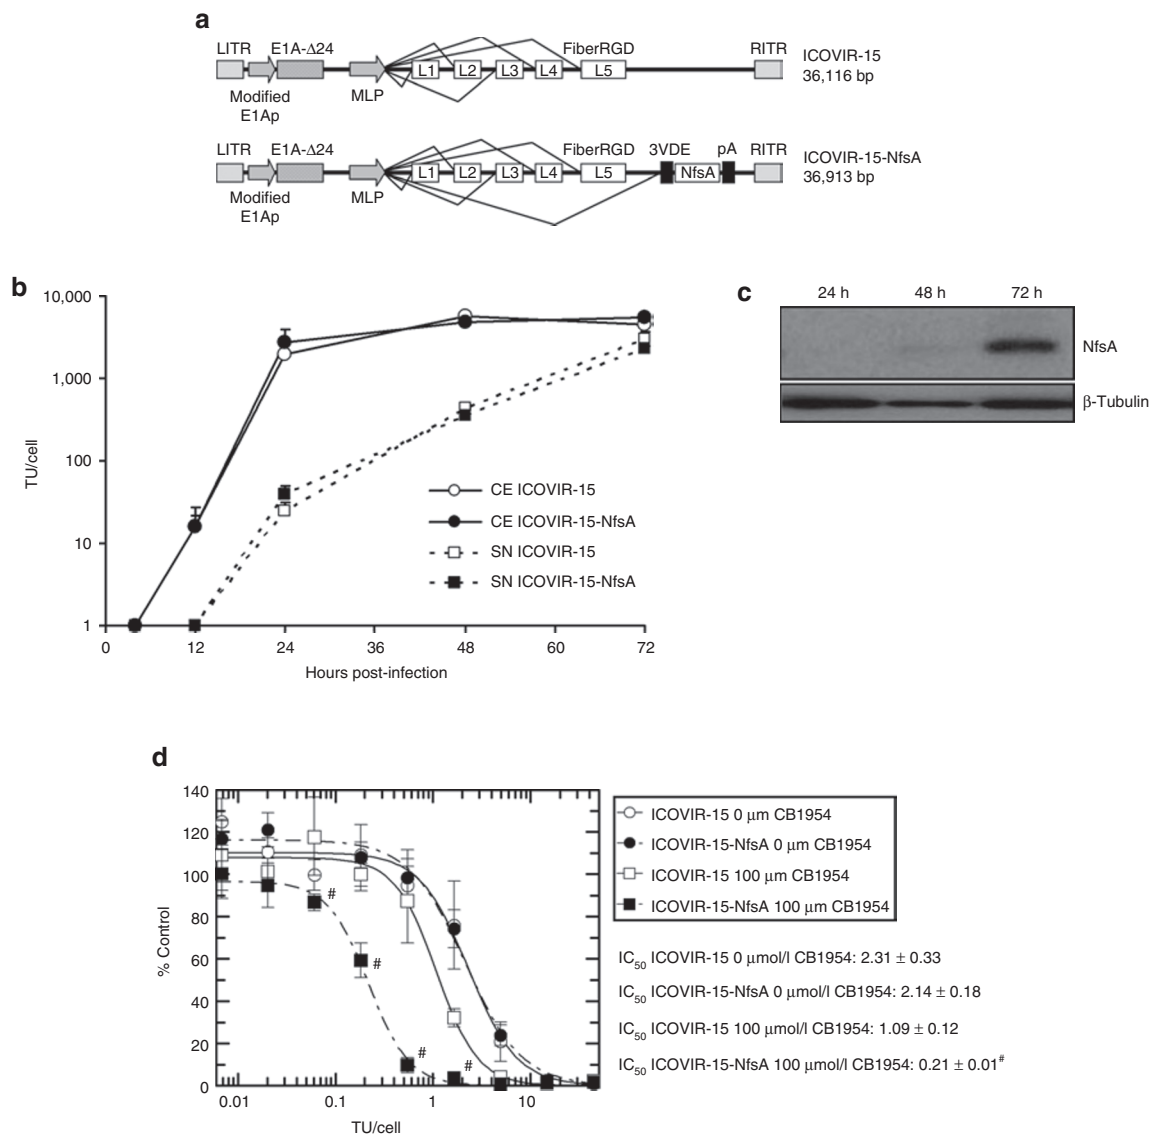 a
LITR E1A-Δ24 FiberRGD RITR
L1 L2 L3 L4 L5
Modified
E1Ap
MLP
ICOVIR-15
36,116 bp
LITR E1A-Δ24 FiberRGD 3VDE pA RITR
L1 L2 L3 L4 L5 NfsA
Modified
E1Ap
MLP
ICOVIR-15-NfsA
36,913 bp
b
10,000
1,000
100
10
1
TU/cell
0 12 24 36 48 60 72
Hours post-infection
CE ICOVIR-15
CE ICOVIR-15-NfsA
SN ICOVIR-15
SN ICOVIR-15-NfsA
c
24 h 48 h 72 h
NfsA
β-Tubulin
d
140
120
100
80
60
40
20
0
% Control
# # # #
0.01 0.1 1 10
TU/cell
ICOVIR-15 0 μm CB1954
ICOVIR-15-NfsA 0 μm CB1954
ICOVIR-15 100 μm CB1954
ICOVIR-15-NfsA 100 μm CB1954
IC50 ICOVIR-15 0 μmol/l CB1954: 2.31 ± 0.33
IC50 ICOVIR-15-NfsA 0 μmol/l CB1954: 2.14 ± 0.18
IC50 ICOVIR-15 100 μmol/l CB1954: 1.09 ± 0.12
IC50 ICOVIR-15-NfsA 100 μmol/l CB1954: 0.21 ± 0.01#